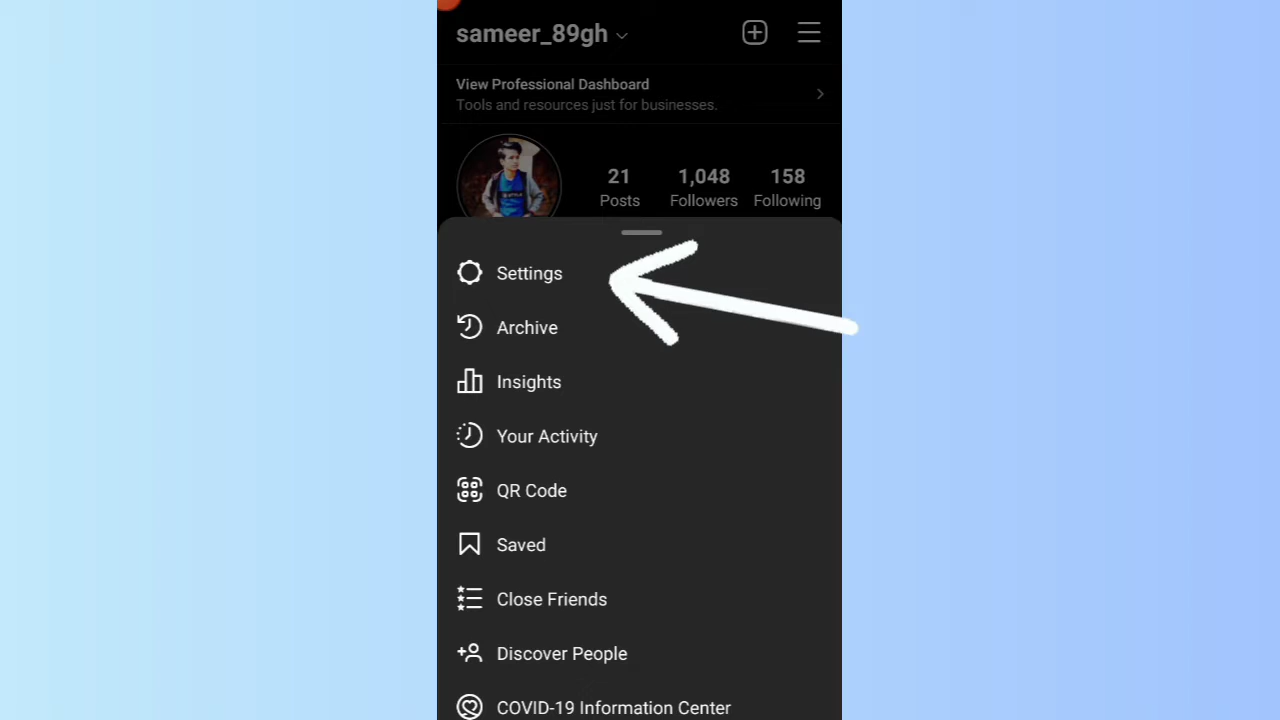 sameer_89gh
View Professional Dashboard
Tools and resources just for businesses.
21 1,048 158
Posts Followers Following
Settings
Archive
Insights
Your Activity
QR Code
Saved
Close Friends
Discover People
COVID-19 Information Center